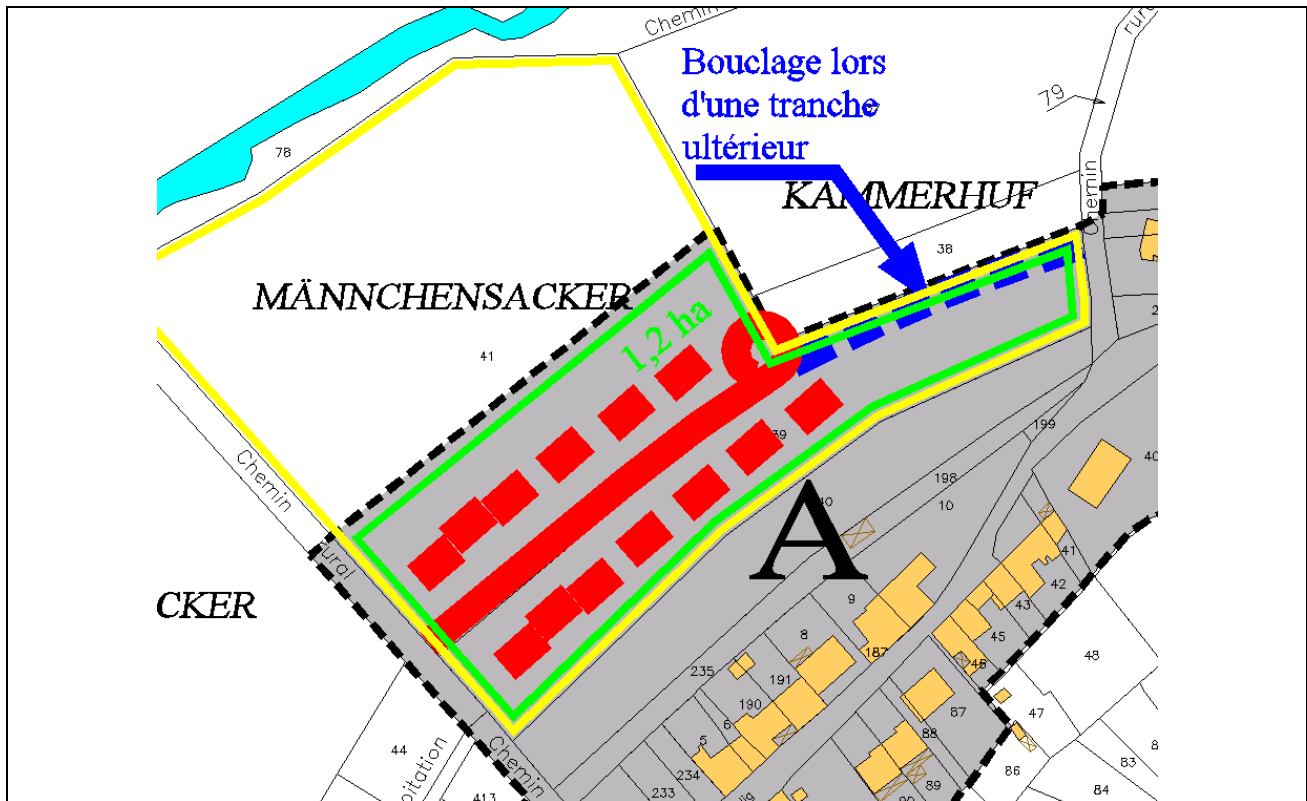 Chemin
rural
Bouclage lors
d'une tranche
ultérieur
79
78
KAMMERHUF
Chemin
38
MÄNNCHENSACKER
1,2 ha
41
39
199
198
10
40
A
Chemin
rural
CKER
9
41
42
43
45
46
48
8
187
235
191
190
6
5
234
233
47
87
88
89
86
83
84
44
oitation
Chemin
413